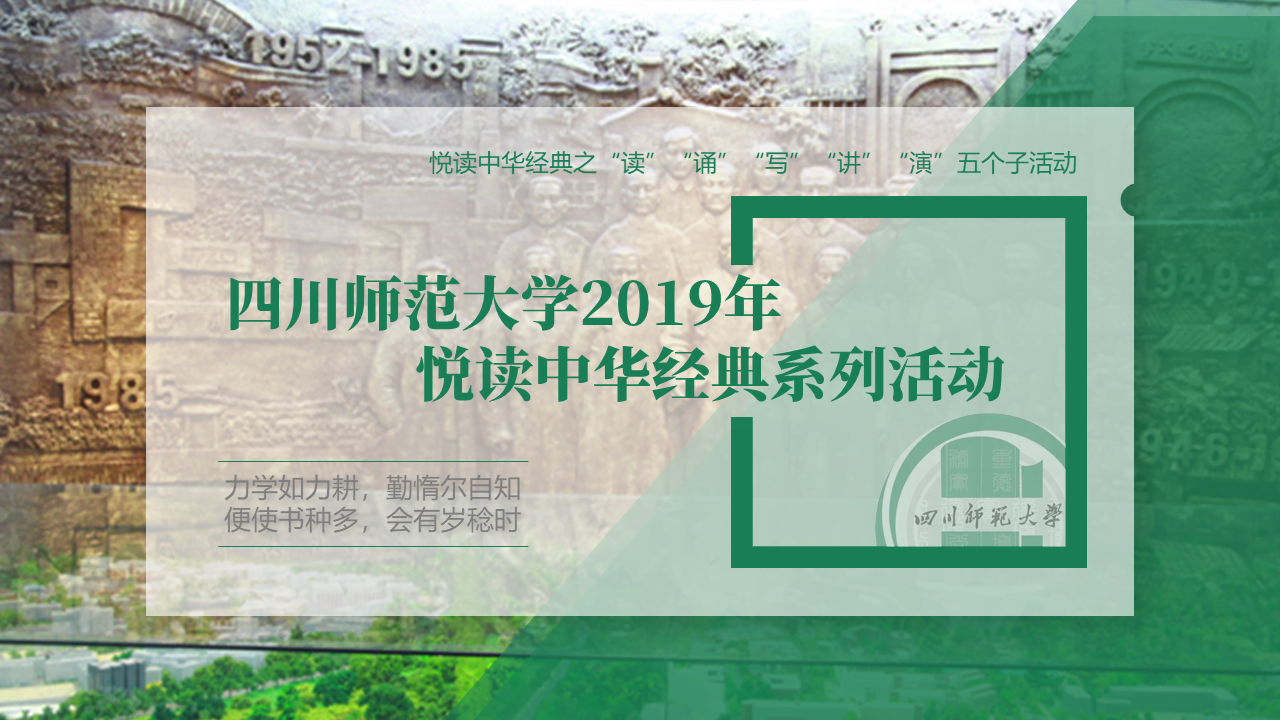 1952-1985
悦读中华经典之“读”“诵”“写”“讲”“演”五个子活动
四川师范大学2019年
悦读中华经典系列活动
1985
力学如力耕，勤惰尔自知
便使书种多，会有岁稔时
四川师范大学